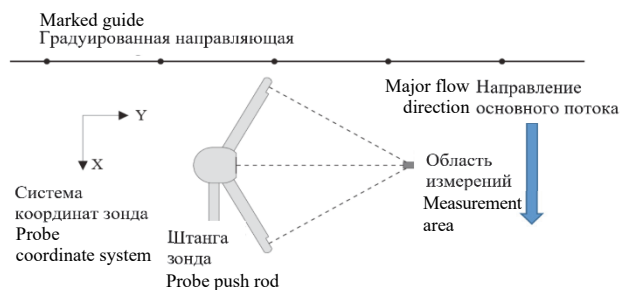 Marked guide
Градуированная направляющая
Major flow direction
Направление основного потока
Y
X
Система
координат зонда
Probe
coordinate system
Штанга
зонда
Probe push rod
Область
измерений
Measurement
area